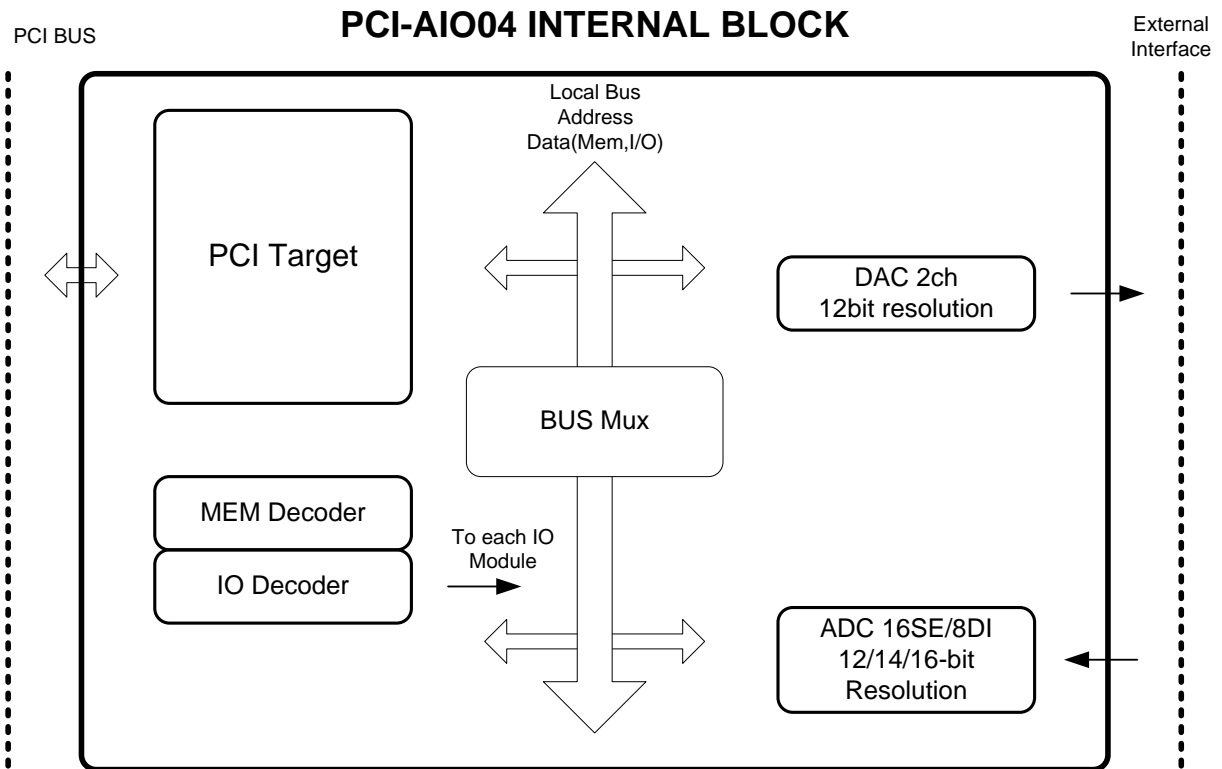 PCI-AIO04 INTERNAL BLOCK
PCI BUS
External
Interface
Local Bus
Address
Data(Mem,I/O)
PCI Target
DAC 2ch
12bit resolution
BUS Mux
MEM Decoder
IO Decoder
To each IO
Module
ADC 16SE/8DI
12/14/16-bit
Resolution